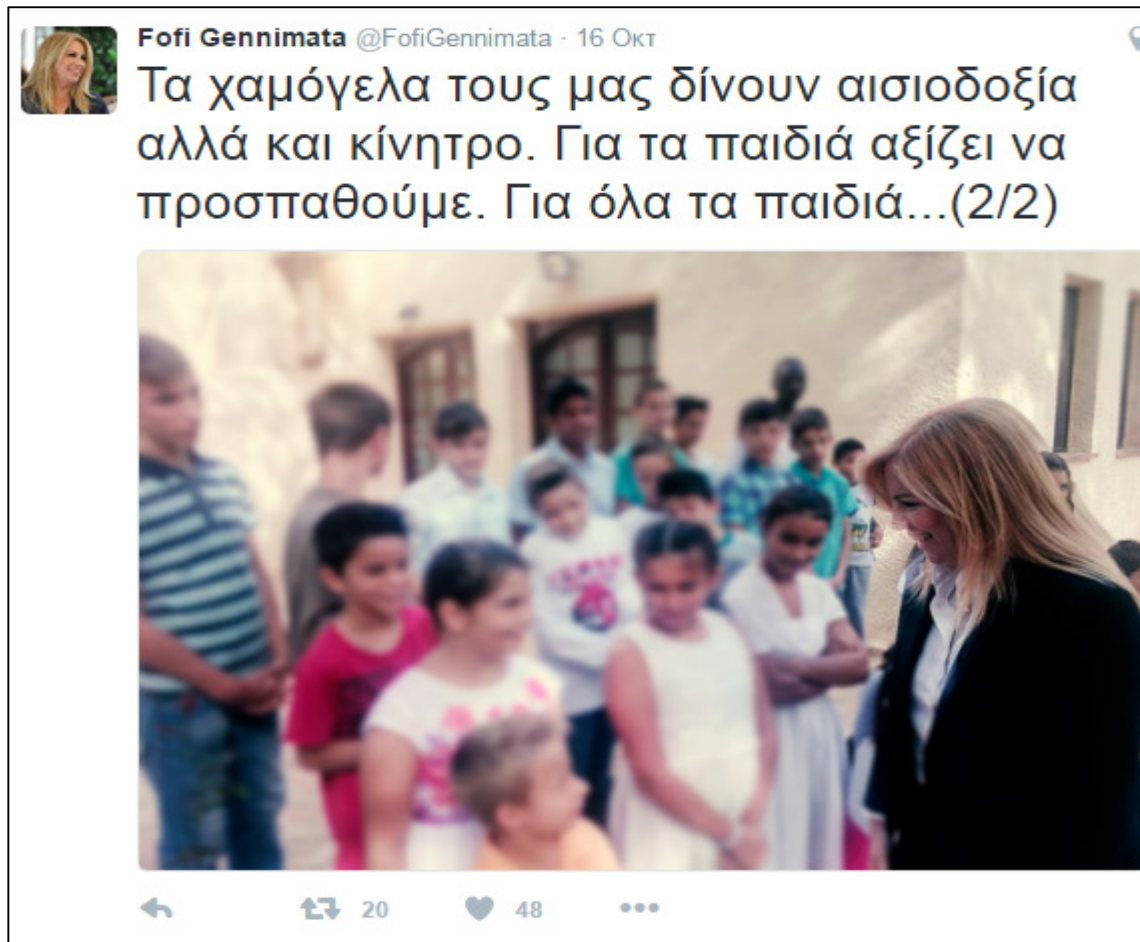 Fofi Gennimata @FofiGennimata · 16 Οκτ
Τα χαμόγελα τους μας δίνουν αισιοδοξία
αλλά και κίνητρο. Για τα παιδιά αξίζει να
προσπαθούμε. Για όλα τα παιδιά...(2/2)
20 48